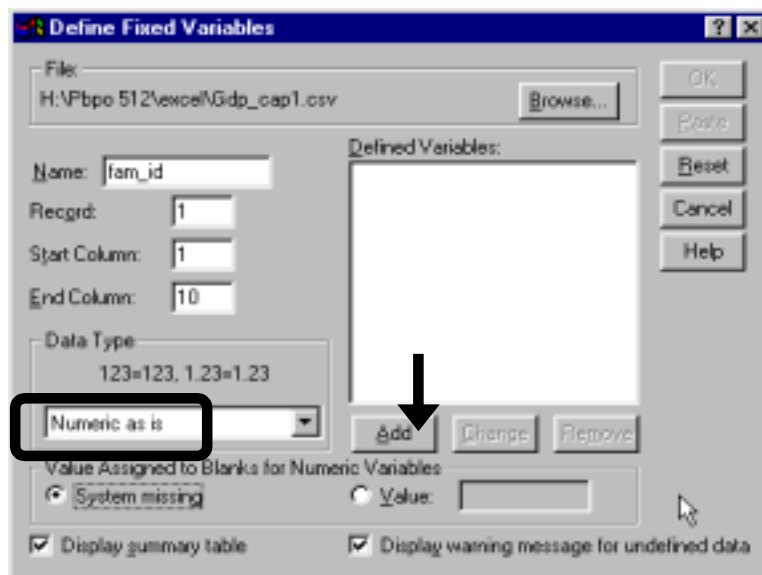 Define Fixed Variables
File:
H:\Pbpo 512\excel\Gdp_cap1.csv
Browse...
OK
Paste
Reset
Cancel
Help
Name: fam_id
Record: 1
Start Column: 1
End Column: 10
Defined Variables:
Data Type
123=123, 1.23=1.23
Numeric as is
Add Change Remove
Value Assigned to Blanks for Numeric Variables
System missing Value:
Display summary table Display warning message for undefined data